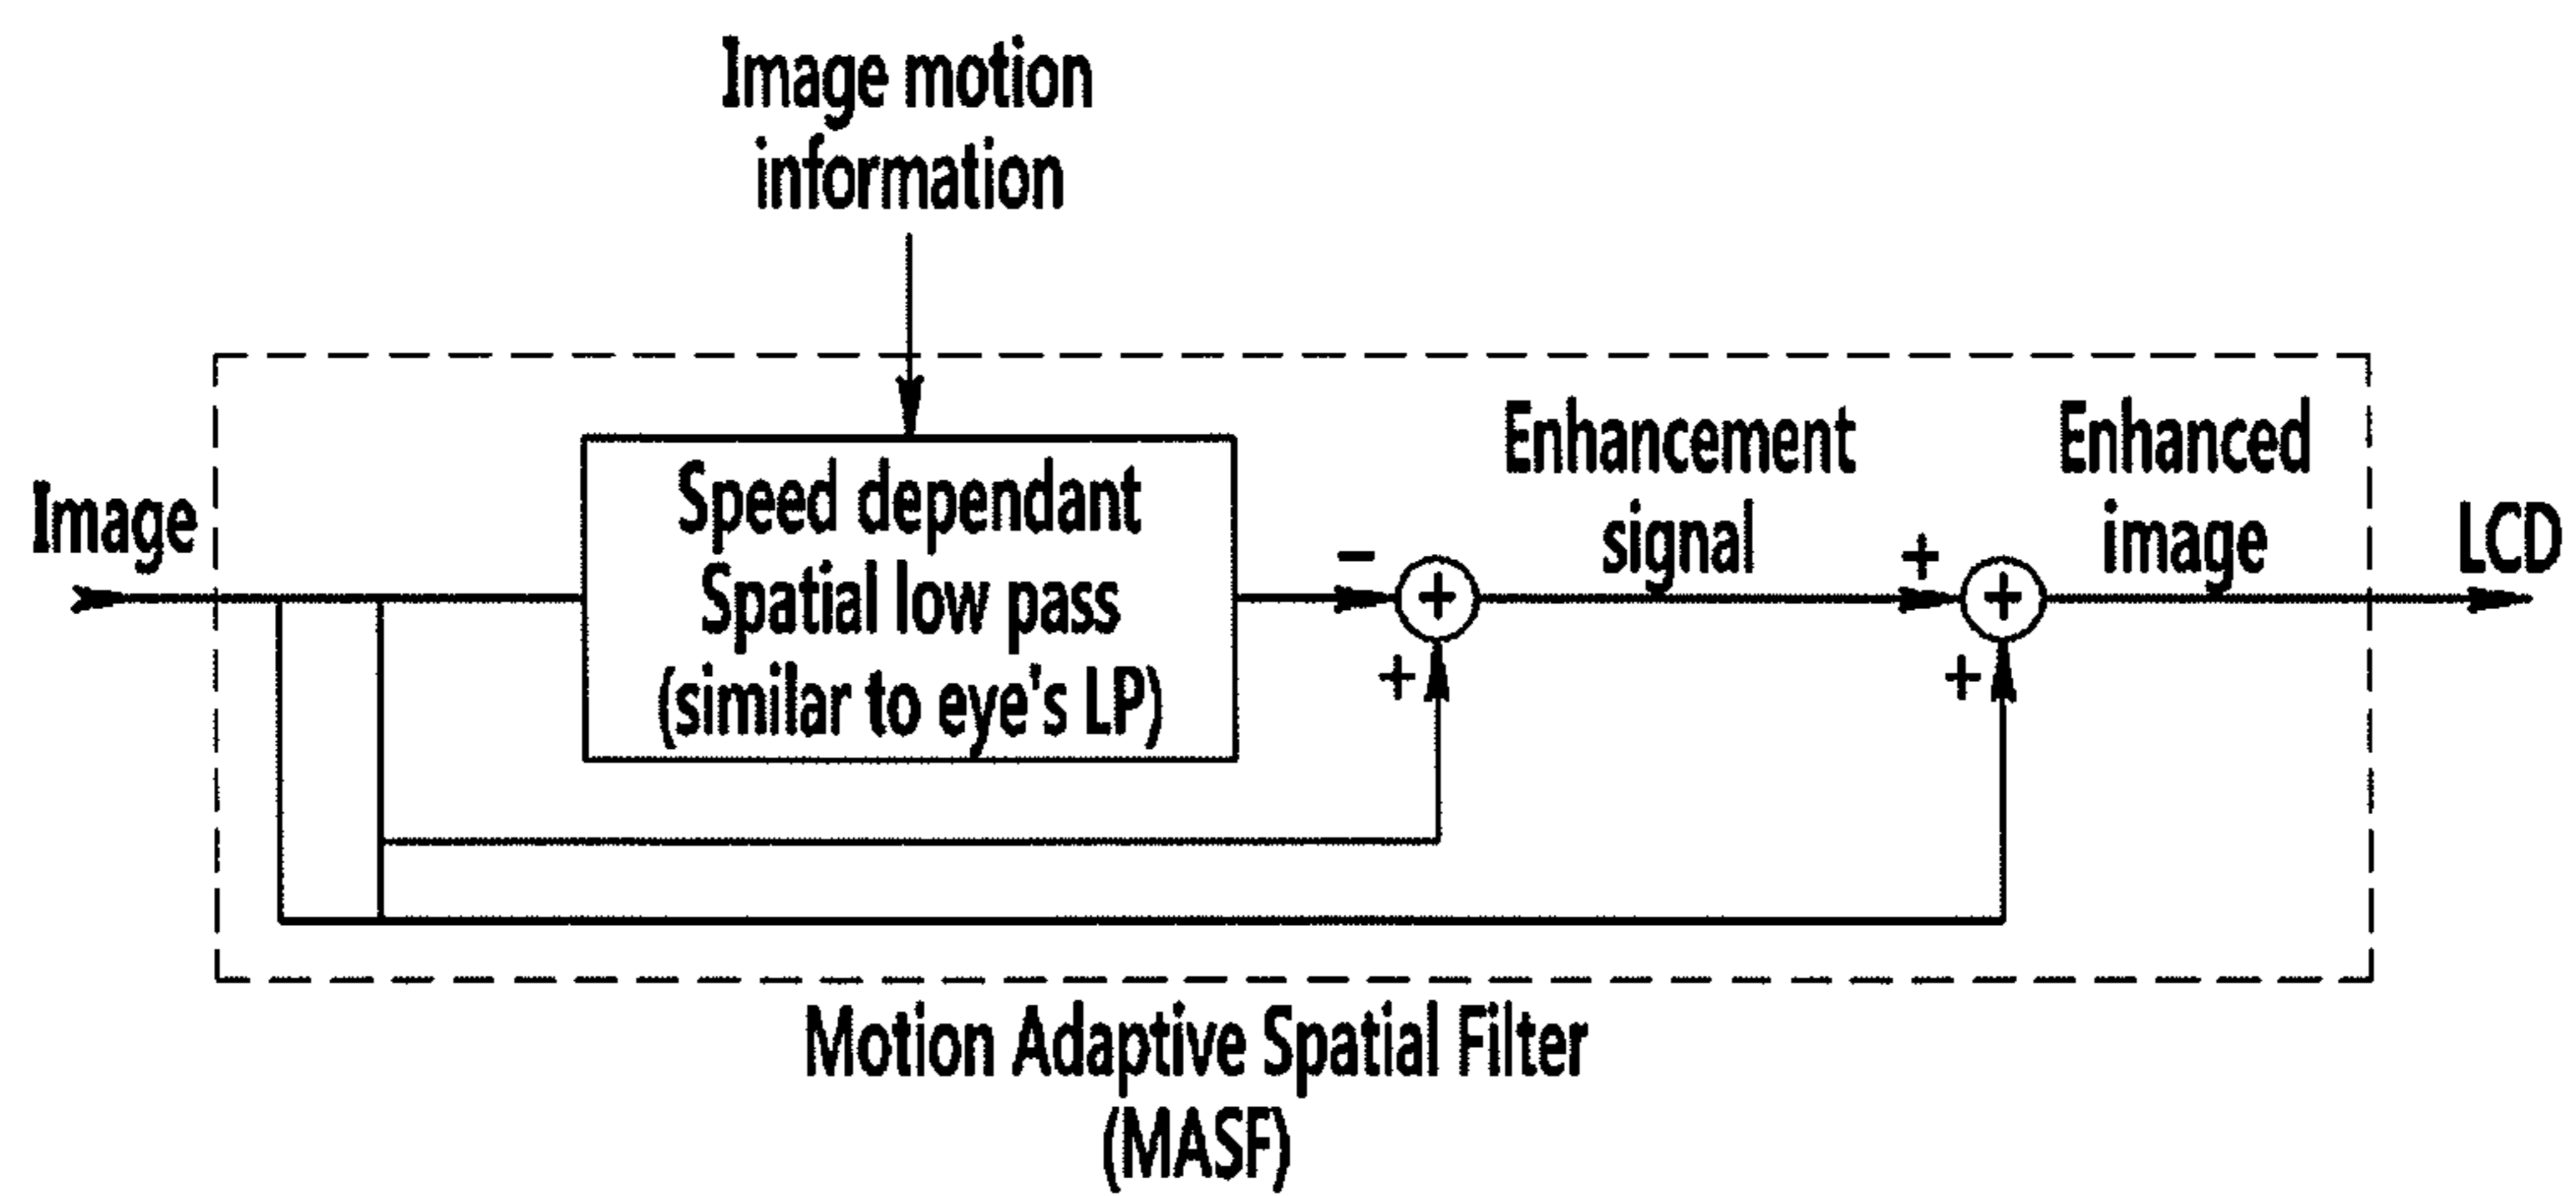 Image motion
information
Image
Speed dependant
Spatial low pass
(similar to eye's LP)
−
+
+
Enhancement
signal
+
+
+
Enhanced
image
LCD
Motion Adaptive Spatial Filter
(MASF)